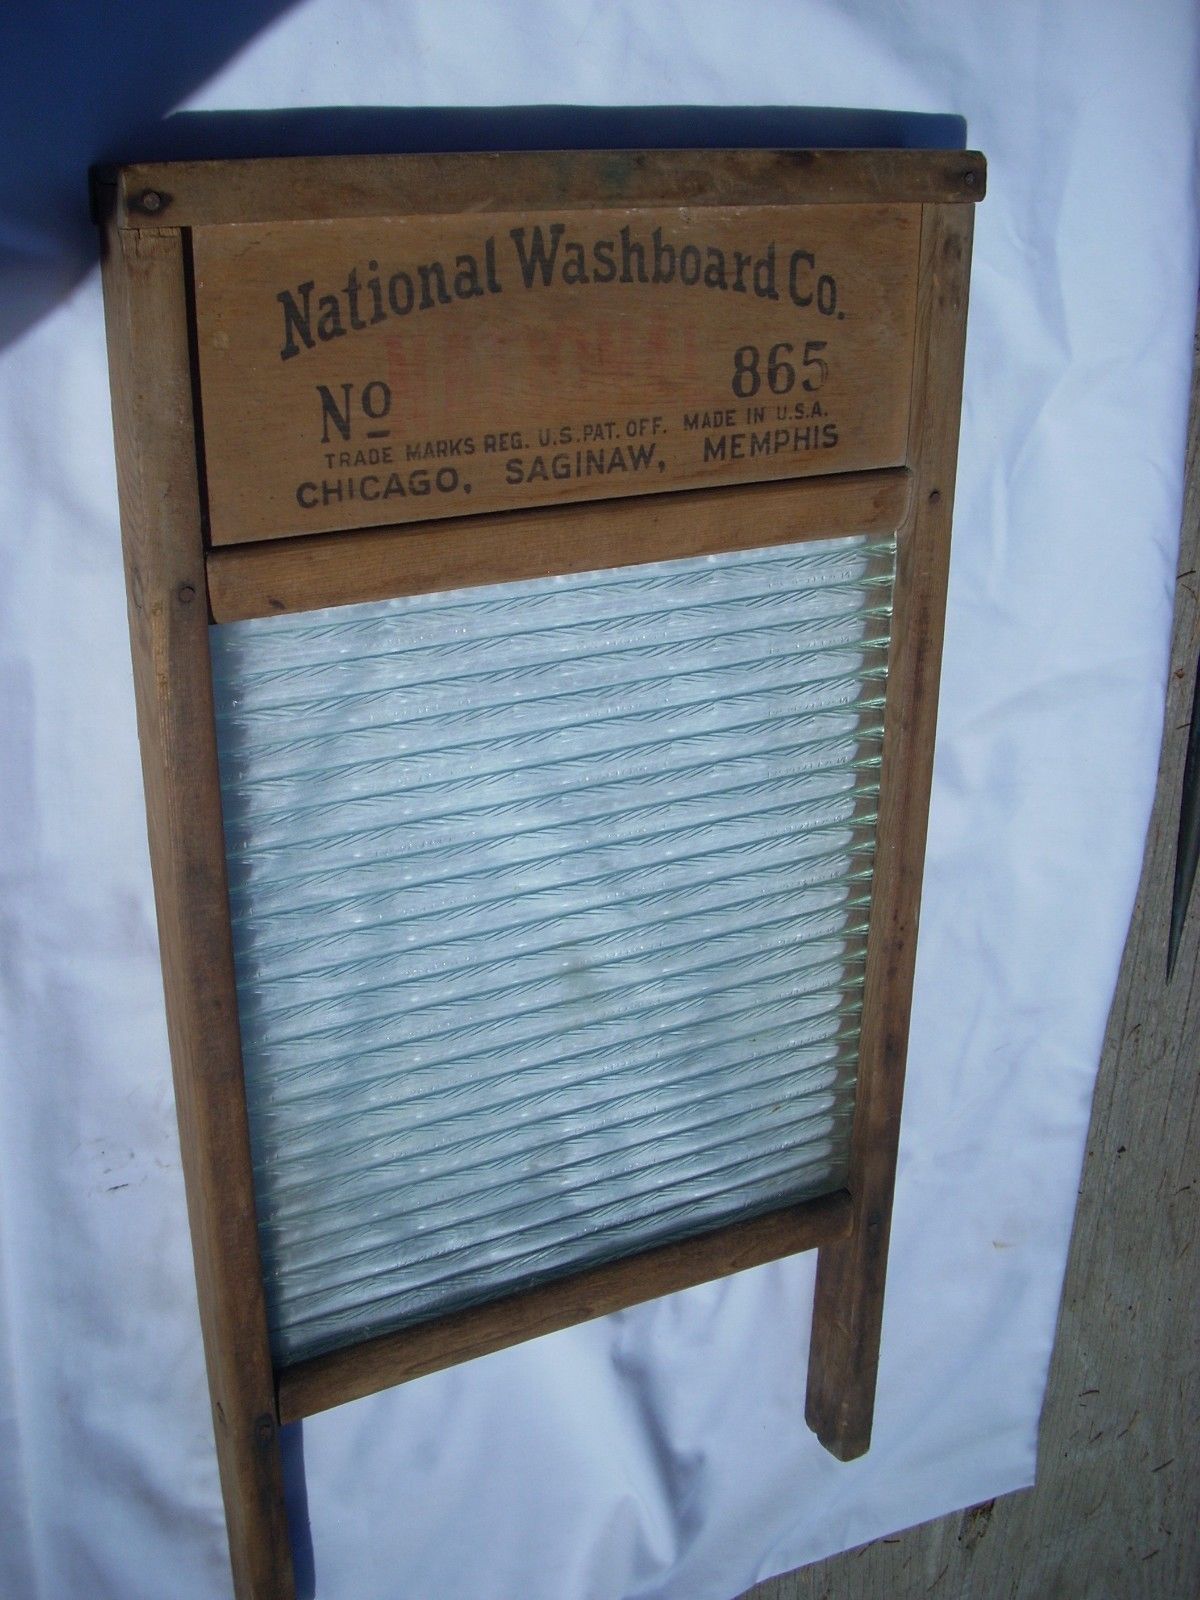 National Washboard Co.
No 865
TRADE MARKS REG. U.S.PAT.OFF. MADE IN U.S.A.
CHICAGO, SAGINAW, MEMPHIS